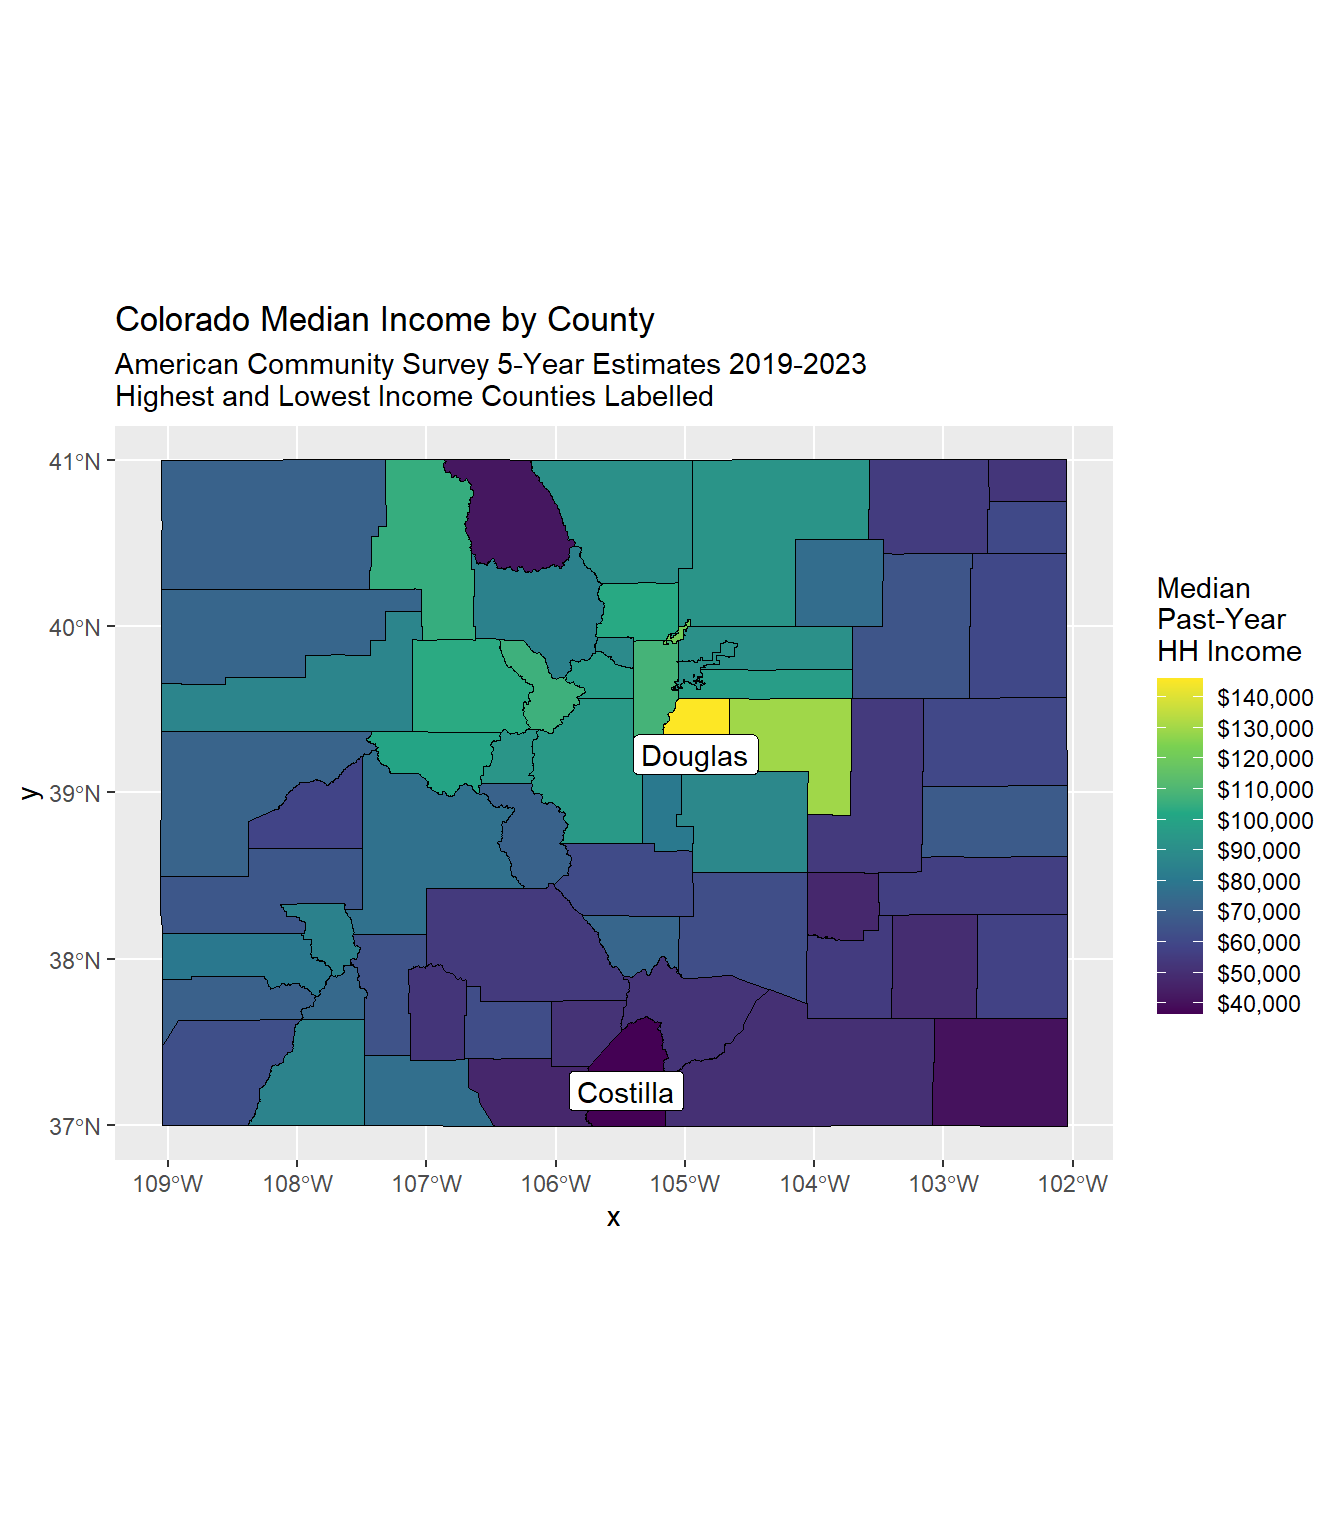 Colorado Median Income by County
American Community Survey 5-Year Estimates 2019-2023
Highest and Lowest Income Counties Labelled
41°N
40°N
39°N
38°N
37°N
y
Douglas
Costilla
109°W 108°W 107°W 106°W 105°W 104°W 103°W 102°W
x
Median
Past-Year
HH Income
$140,000
$130,000
$120,000
$110,000
$100,000
$90,000
$80,000
$70,000
$60,000
$50,000
$40,000